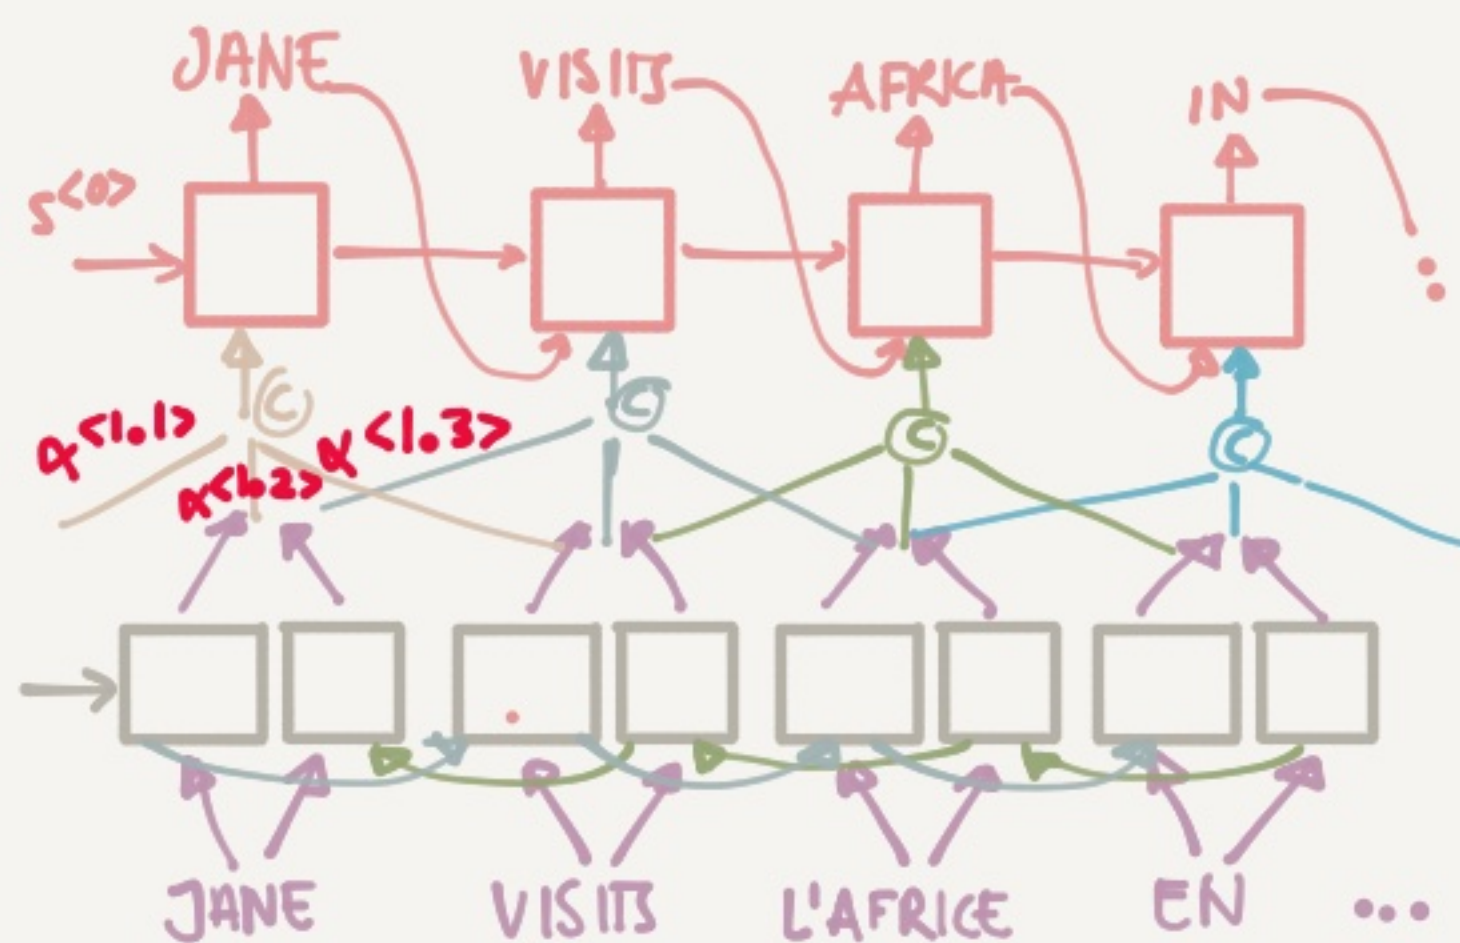 JANE VISITS AFRICA IN
S<0>
C C C C
α<1.1> α<1.2> α<1.3>
JANE VISITS L'AFRICE EN ...